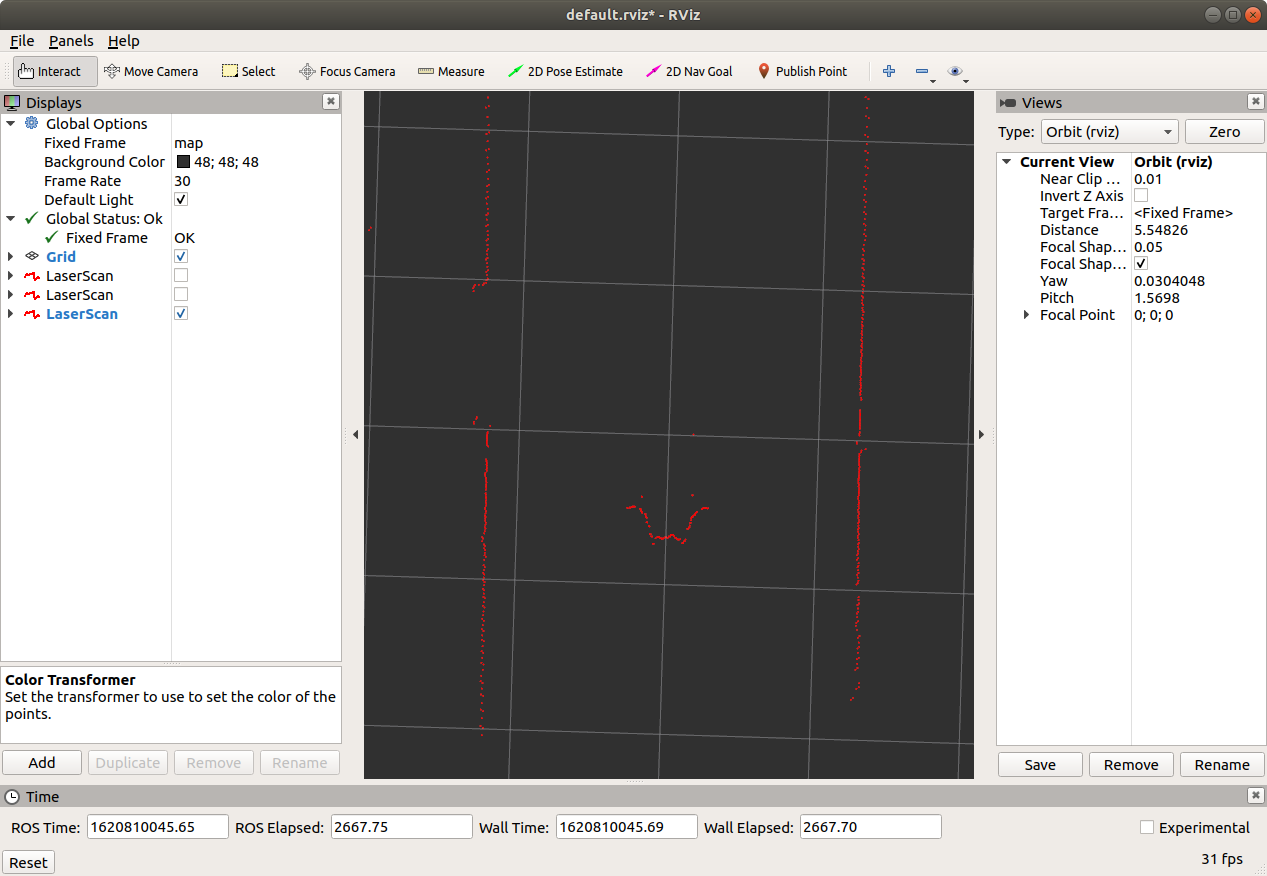 default.rviz* - RViz
File Panels Help
Interact Move Camera Select Focus Camera Measure 2D Pose Estimate 2D Nav Goal Publish Point
Displays
Global Options
Fixed Frame map
Background Color 48; 48; 48
Frame Rate 30
Default Light
Global Status: Ok
Fixed Frame OK
Grid
LaserScan
LaserScan
LaserScan
Color Transformer
Set the transformer to use to set the color of the
points.
Add Duplicate Remove Rename
Views
Type: Orbit (rviz) Zero
Current View Orbit (rviz)
Near Clip ... 0.01
Invert Z Axis
Target Fra... <Fixed Frame>
Distance 5.54826
Focal Shap... 0.05
Focal Shap...
Yaw 0.0304048
Pitch 1.5698
Focal Point 0; 0; 0
Save Remove Rename
Time
ROS Time: 1620810045.65 ROS Elapsed: 2667.75 Wall Time: 1620810045.69 Wall Elapsed: 2667.70 Experimental
Reset 31 fps